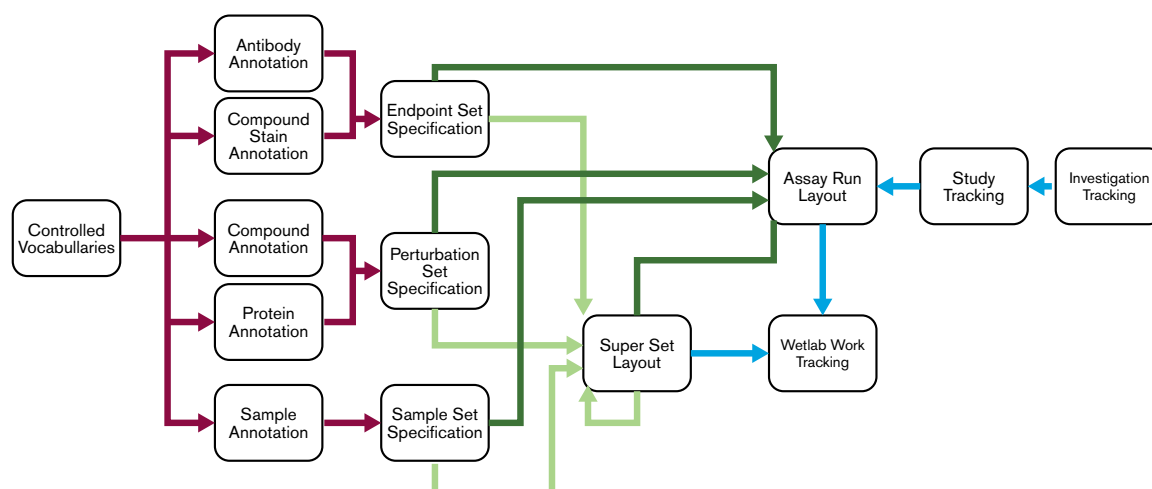 Antibody
Annotation
Compound
Stain
Annotation
Endpoint Set
Specification
Controlled
Vocabullaries
Compound
Annotation
Protein
Annotation
Perturbation
Set
Specification
Sample
Annotation
Sample Set
Specification
Super Set
Layout
Assay Run
Layout
Study
Tracking
Investigation
Tracking
Wetlab Work
Tracking